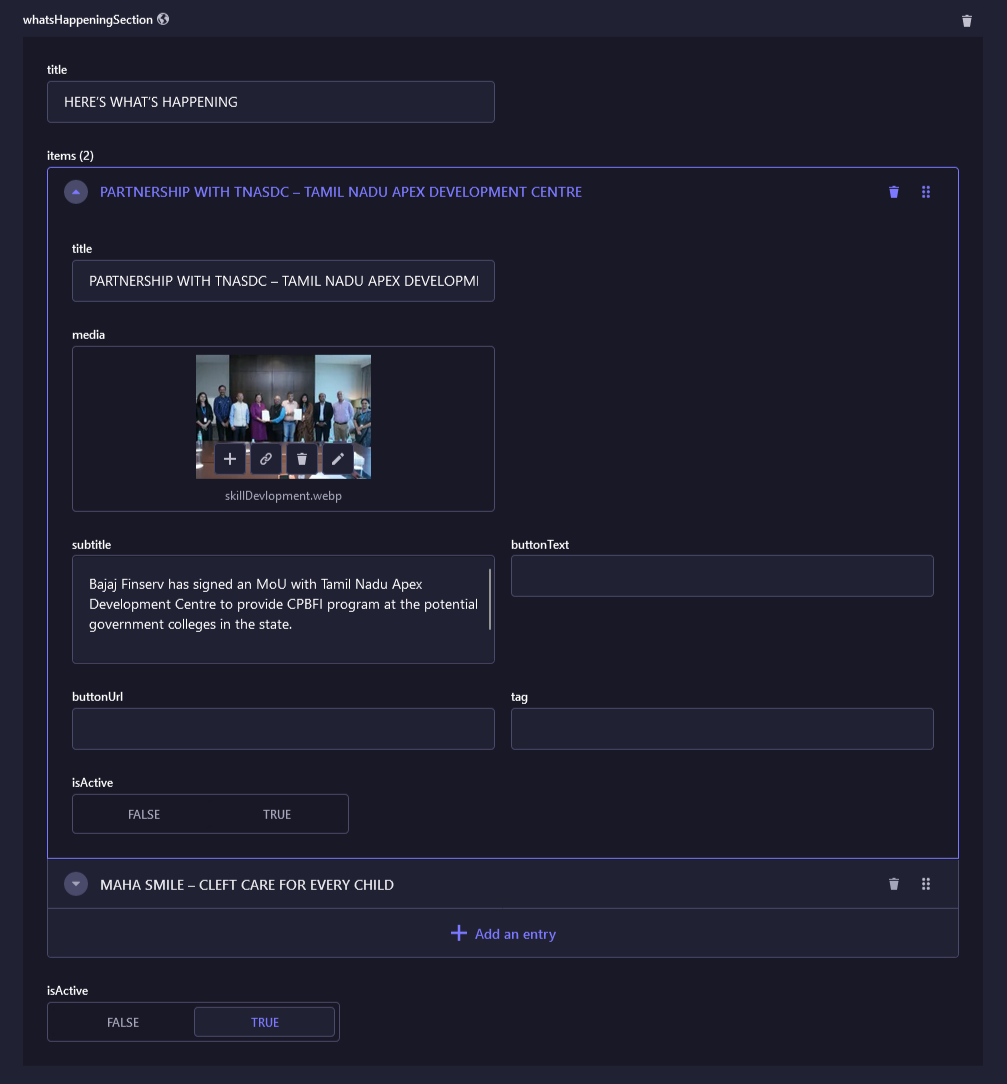 whatsHappeningSection
title
HERE'S WHAT'S HAPPENING
items (2)
PARTNERSHIP WITH TNASDC – TAMIL NADU APEX DEVELOPMENT CENTRE
title
PARTNERSHIP WITH TNASDC – TAMIL NADU APEX DEVELOPMI
media
skillDevlopment.webp
subtitle
buttonText
Bajaj Finserv has signed an MoU with Tamil Nadu Apex
Development Centre to provide CPBFI program at the potential
government colleges in the state.
buttonUrl
tag
isActive
FALSE TRUE
MAHA SMILE – CLEFT CARE FOR EVERY CHILD
Add an entry
isActive
FALSE TRUE